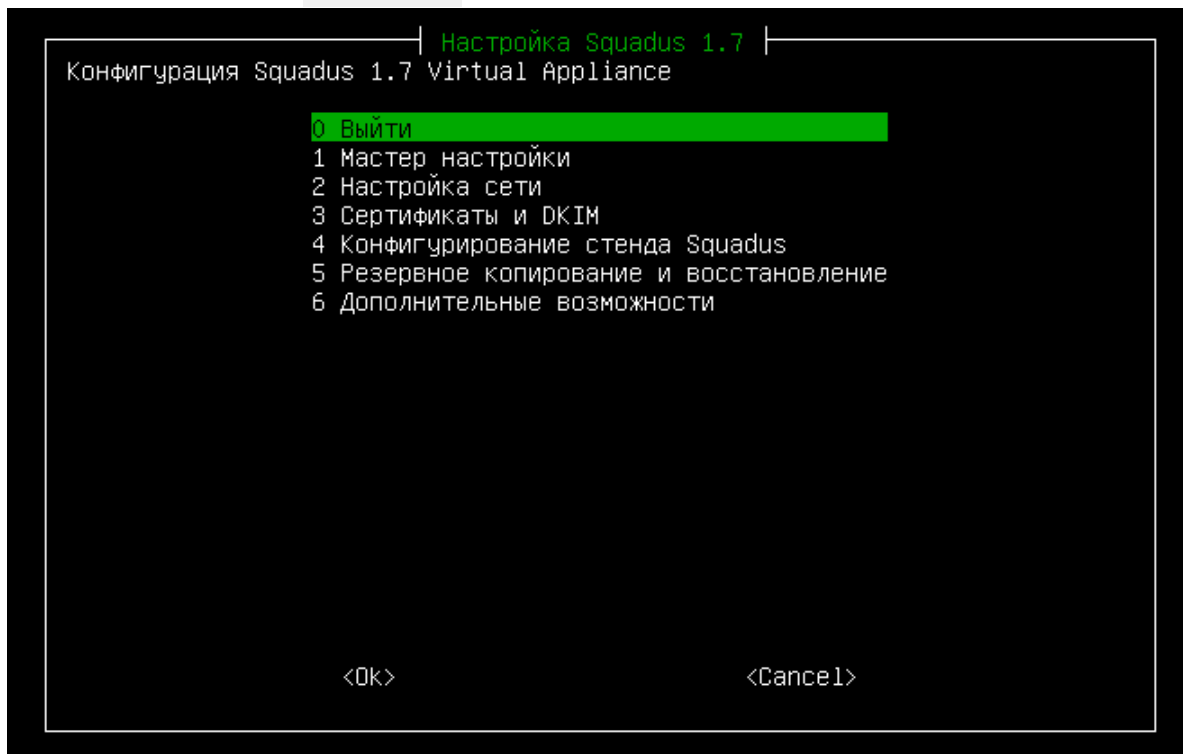 Настройка Squadus 1.7
Конфигурация Squadus 1.7 Virtual Appliance
0 Выйти
1 Мастер настройки
2 Настройка сети
3 Сертификаты и DKIM
4 Конфигурирование стенда Squadus
5 Резервное копирование и восстановление
6 Дополнительные возможности
<Ok> <Cancel>